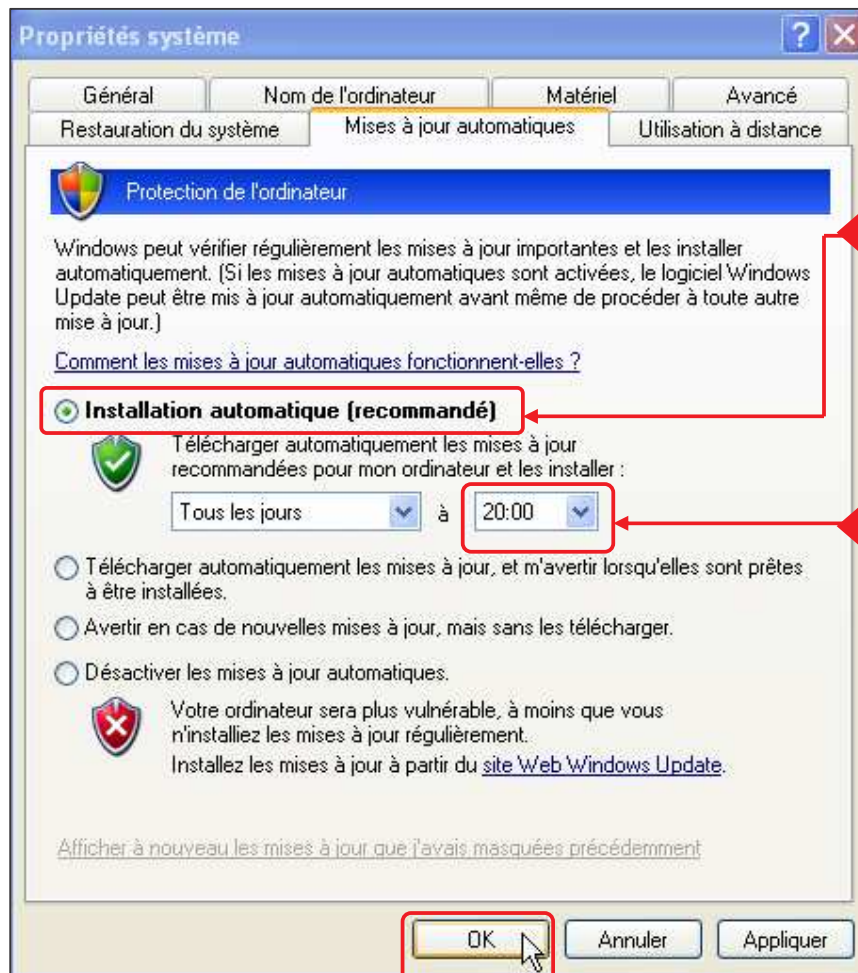 Propriétés système
Général Nom de l'ordinateur Matériel Avancé
Restauration du système Mises à jour automatiques Utilisation à distance
Protection de l'ordinateur
Windows peut vérifier régulièrement les mises à jour importantes et les installer
automatiquement. (Si les mises à jour automatiques sont activées, le logiciel Windows
Update peut être mis à jour automatiquement avant même de procéder à toute autre
mise à jour.)
Comment les mises à jour automatiques fonctionnent-elles ?
Installation automatique (recommandé)
Télécharger automatiquement les mises à jour
recommandées pour mon ordinateur et les installer :
Tous les jours à 20:00
Télécharger automatiquement les mises à jour, et m'avertir lorsqu'elles sont prêtes
à être installées.
Avertir en cas de nouvelles mises à jour, mais sans les télécharger.
Désactiver les mises à jour automatiques.
Votre ordinateur sera plus vulnérable, à moins que vous
n'installiez les mises à jour régulièrement.
Installez les mises à jour à partir du site Web Windows Update.
Afficher à nouveau les mises à jour que j'avais masquées précédemment
OK Annuler Appliquer